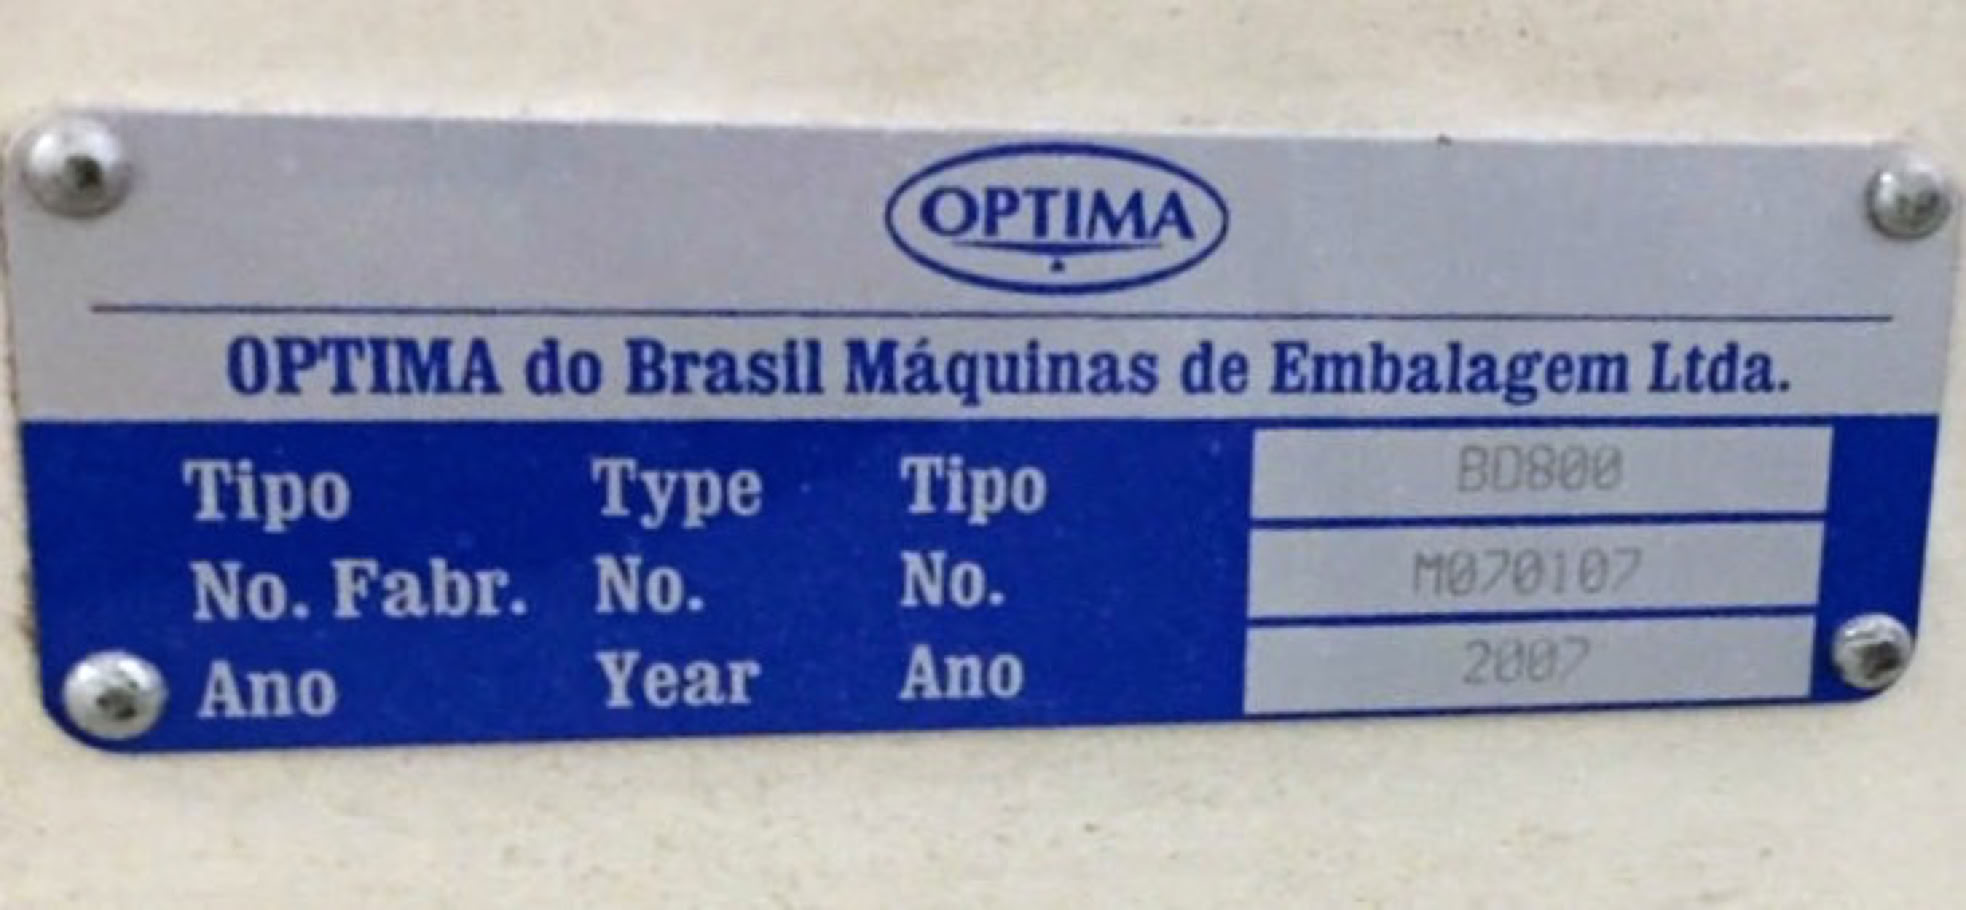 OPTIMA
OPTIMA do Brasil Máquinas de Embalagem Ltda.
Tipo Type Tipo BD800
No. Fabr. No. No. M070107
Ano Year Ano 2007